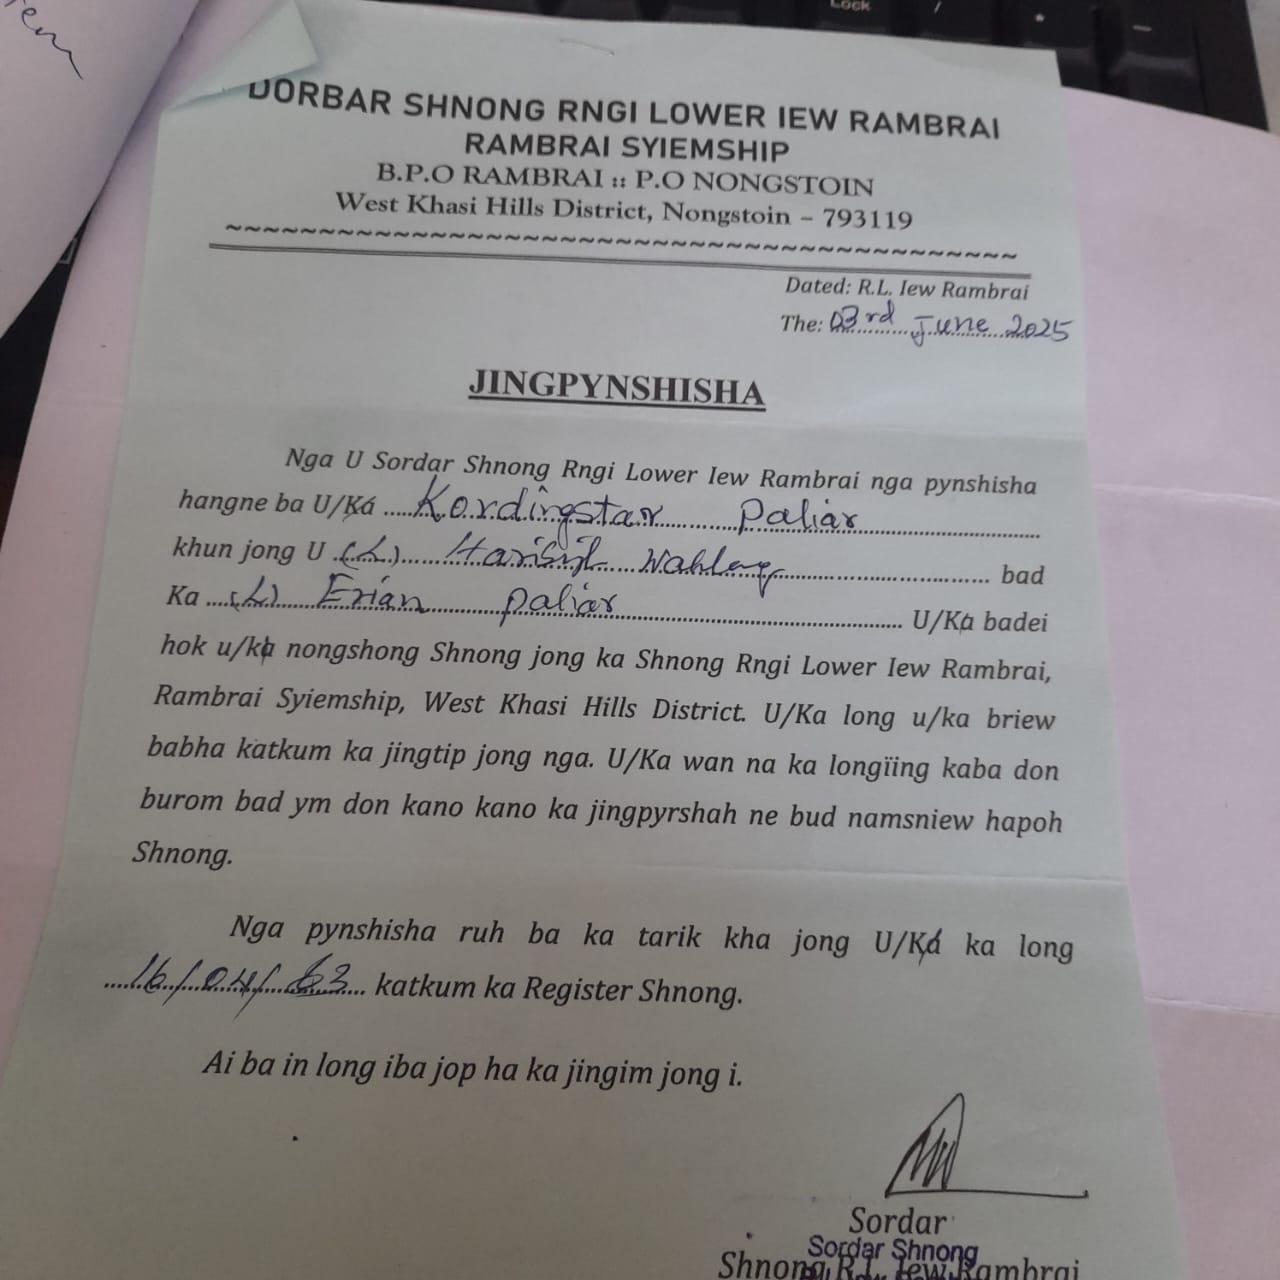 em
Lock / * -
DORBAR SHNONG RNGI LOWER IEW RAMBRAI
RAMBRAI SYIEMSHIP
B.P.O RAMBRAI :: P.O NONGSTOIN
West Khasi Hills District, Nongstoin – 793119
~~~~~~~~~~~~~~~~~~~~~~~~~~~~~~~~~~~~~~~~~~~
Dated: R.L. Iew Rambrai
The: 03rd June 2025
JINGPYNSHISHA
Nga U Sordar Shnong Rngi Lower Iew Rambrai nga pynshisha
hangne ba U/Ka Kordingstar Paliar
khun jong U (L) Wahlang bad
Ka (L) Erian Paliar U/Ka badei
hok u/ka nongshong Shnong jong ka Shnong Rngi Lower Iew Rambrai,
Rambrai Syiemship, West Khasi Hills District. U/Ka long u/ka briew
babha katkum ka jingtip jong nga. U/Ka wan na ka longïing kaba don
burom bad ym don kano kano ka jingpyrshah ne bud namsniew hapoh
Shnong.
Nga pynshisha ruh ba ka tarik kha jong U/Ka ka long
16/04/63 katkum ka Register Shnong.
Ai ba in long iba jop ha ka jingim jong i.
Sordar
Sordar Shnong
Shnong R.L. Iew Rambrai